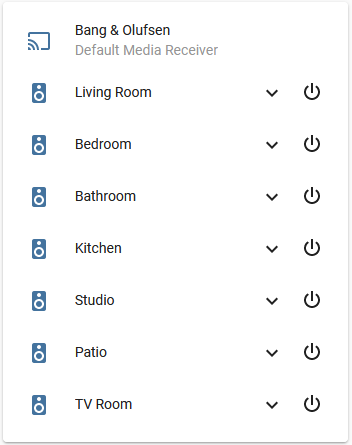 Bang & Olufsen
Default Media Receiver
Living Room
Bedroom
Bathroom
Kitchen
Studio
Patio
TV Room